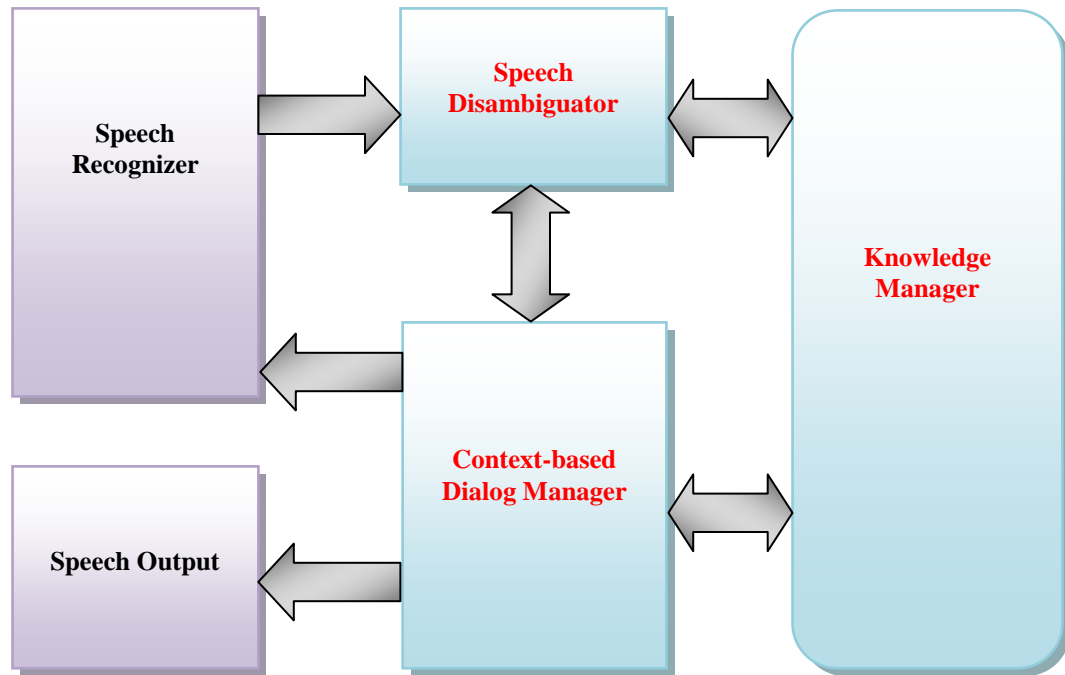 Speech
Recognizer
Speech
Disambiguator
Knowledge
Manager
Context-based
Dialog Manager
Speech Output